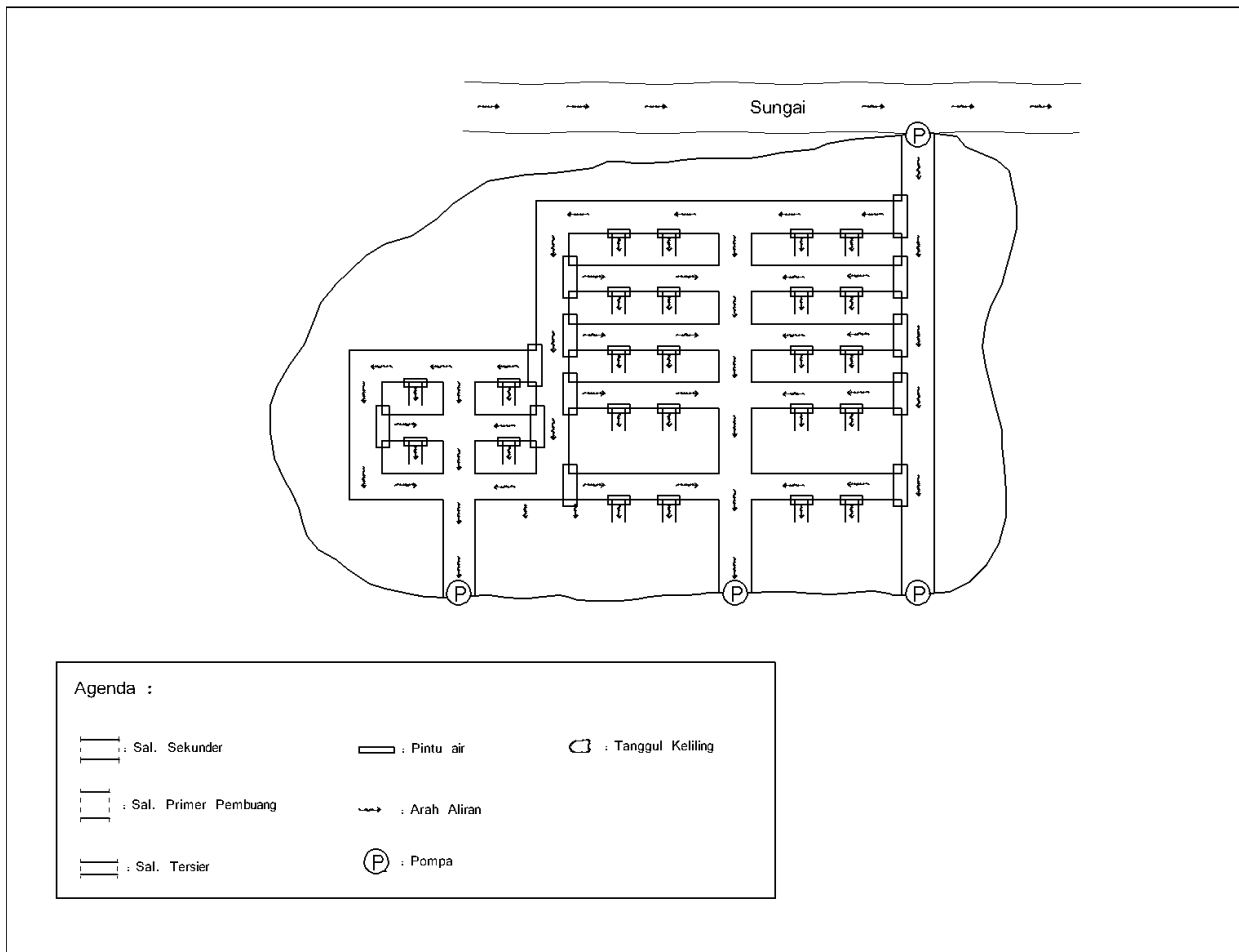 Sungai
P
P
P
P
Agenda :
: Sal. Sekunder
: Pintu air
: Tanggul Keliling
: Sal. Primer Pembuang
: Arah Aliran
: Sal. Tersier
P : Pompa